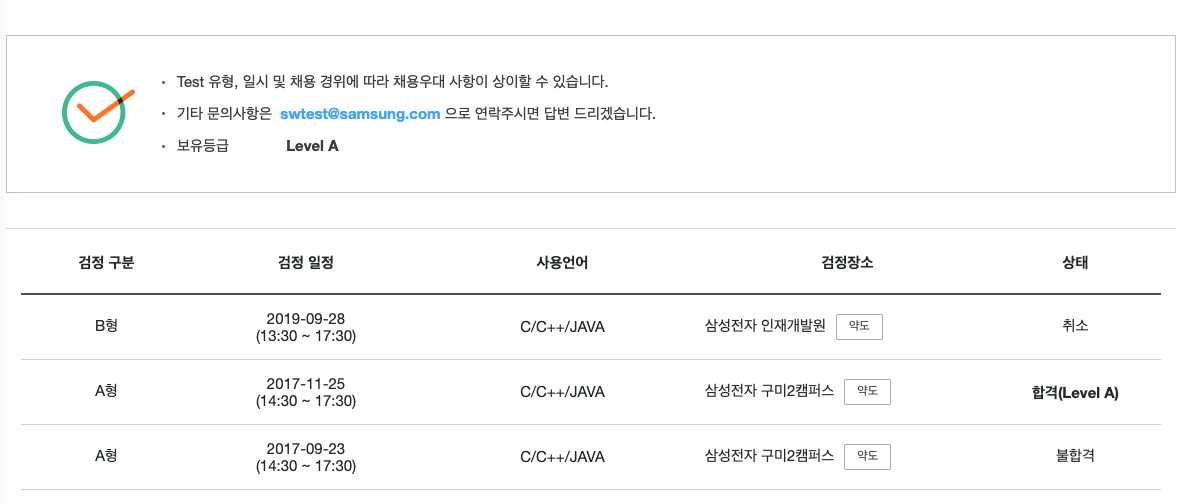 • Test 유형, 일시 및 채용 경위에 따라 채용우대 사항이 상이할 수 있습니다.
• 기타 문의사항은 swtest@samsung.com 으로 연락주시면 답변 드리겠습니다.
• 보유등급 Level A
검정 구분 검정 일정 사용언어 검정장소 상태
B형 2019-09-28 (13:30 ~ 17:30) C/C++/JAVA 삼성전자 인재개발원 약도 취소
A형 2017-11-25 (14:30 ~ 17:30) C/C++/JAVA 삼성전자 구미2캠퍼스 약도 합격(Level A)
A형 2017-09-23 (14:30 ~ 17:30) C/C++/JAVA 삼성전자 구미2캠퍼스 약도 불합격